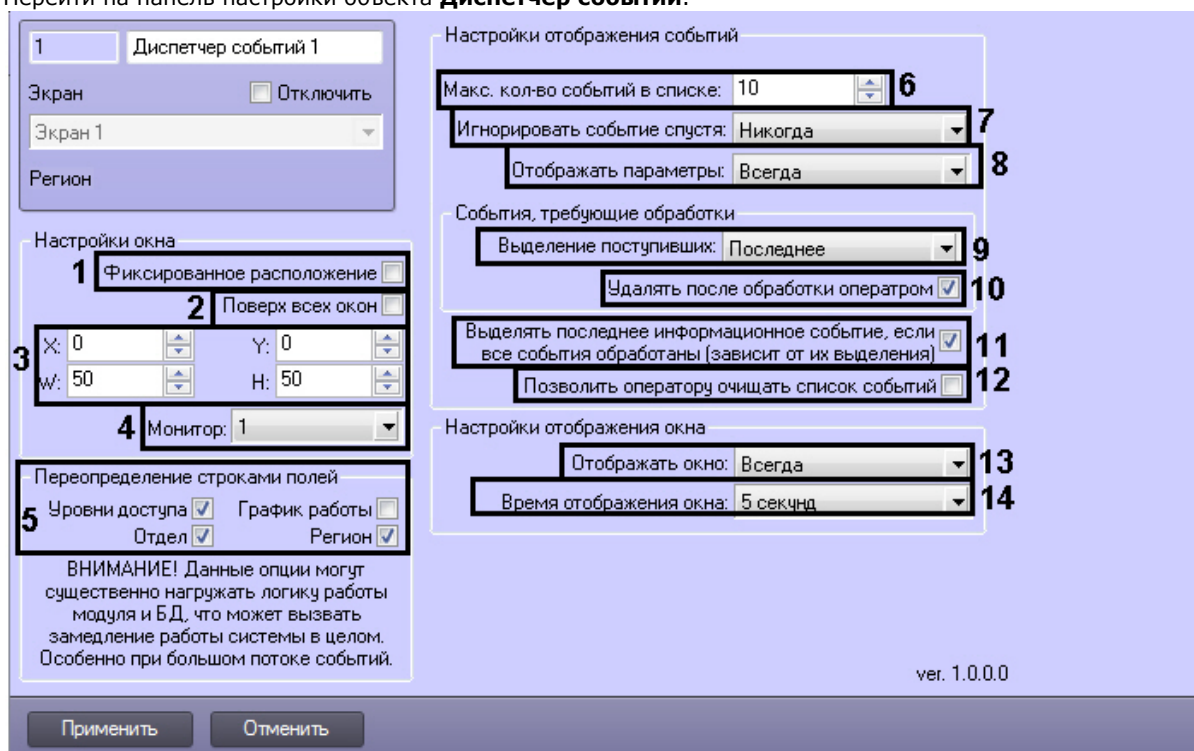 Перейти на панель настройки объекта Диспетчер событий.
1 Диспетчер событий 1
Экран Отключить
Экран 1
Регион
Настройки окна
1 Фиксированное расположение
2 Поверх всех окон
3 X: 0 Y: 0
W: 50 H: 50
4 Монитор: 1
Переопределение строками полей
5 Уровни доступа График работы
Отдел Регион
ВНИМАНИЕ! Данные опции могут
существенно нагружать логику работы
модуля и БД, что может вызвать
замедление работы системы в целом.
Особенно при большом потоке событий.
Настройки отображения событий
Макс. кол-во событий в списке: 10 6
Игнорировать событие спустя: Никогда 7
Отображать параметры: Всегда 8
События, требующие обработки
Выделение поступивших: Последнее 9
Удалять после обработки оператром 10
Выделять последнее информационное событие, если
все события обработаны (зависит от их выделения) 11
Позволить оператору очищать список событий 12
Настройки отображения окна
Отображать окно: Всегда 13
Время отображения окна: 5 секунд 14
ver. 1.0.0.0
Применить Отменить